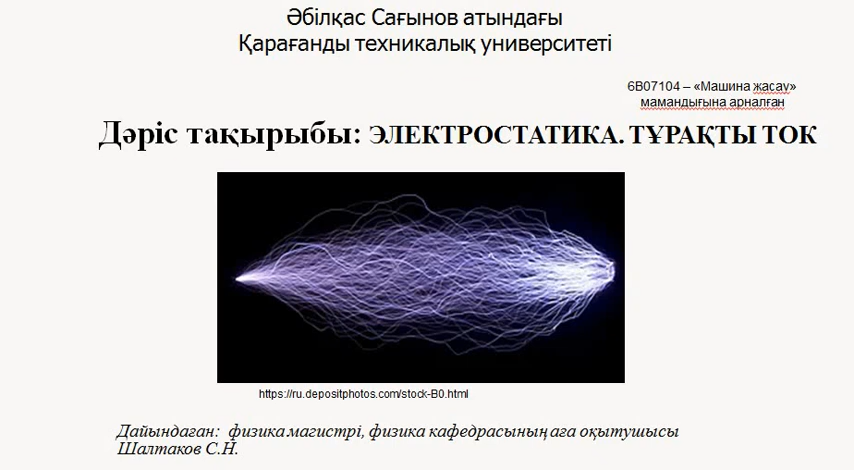 Әбілқас Сағынов атындағы
Қарағанды техникалық университеті
6B07104 – «Машина жасау»
мамандығына арналған
Дәріс тақырыбы: ЭЛЕКТРОСТАТИКА. ТҰРАҚТЫ ТОК
https://ru.depositphotos.com/stock-B0.html
Дайындаған: физика магистрі, физика кафедрасының аға оқытушысы
Шалтаков С.Н.